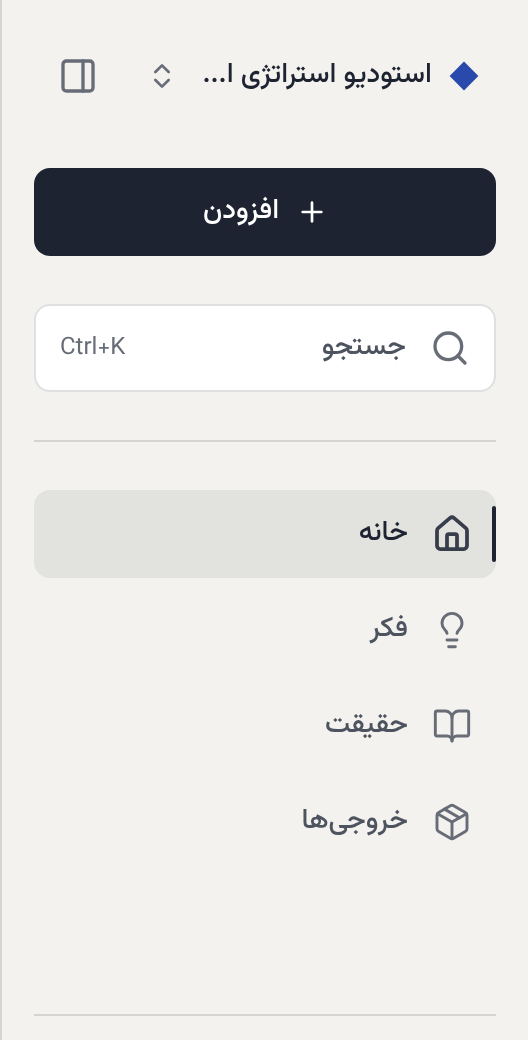 استودیو استراتژی ا...
افزودن
جستجو Ctrl+K
خانه
فکر
حقیقت
خروجی‌ها